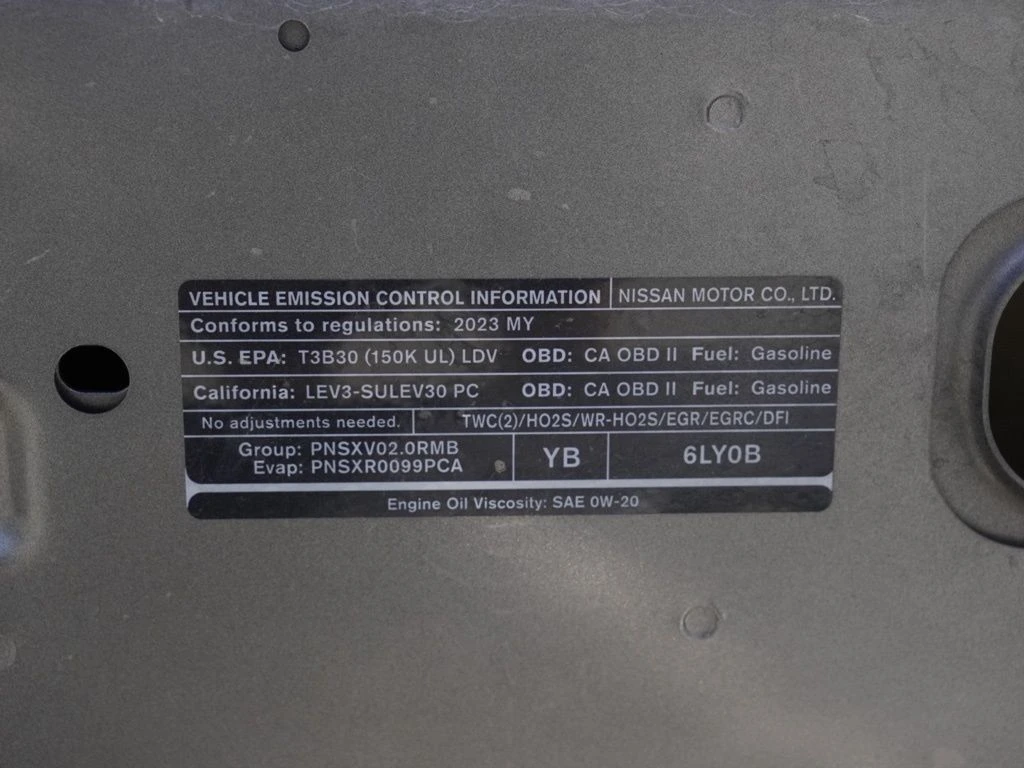 VEHICLE EMISSION CONTROL INFORMATION NISSAN MOTOR CO., LTD.
Conforms to regulations: 2023 MY
U.S. EPA: T3B30 (150K UL) LDV OBD: CA OBD II Fuel: Gasoline
California: LEV3-SULEV30 PC OBD: CA OBD II Fuel: Gasoline
No adjustments needed. TWC(2)/HO2S/WR-HO2S/EGR/EGRC/DFI
Group: PNSXV02.0RMB
Evap: PNSXR0099PCA
YB
6LY0B
Engine Oil Viscosity: SAE 0W-20